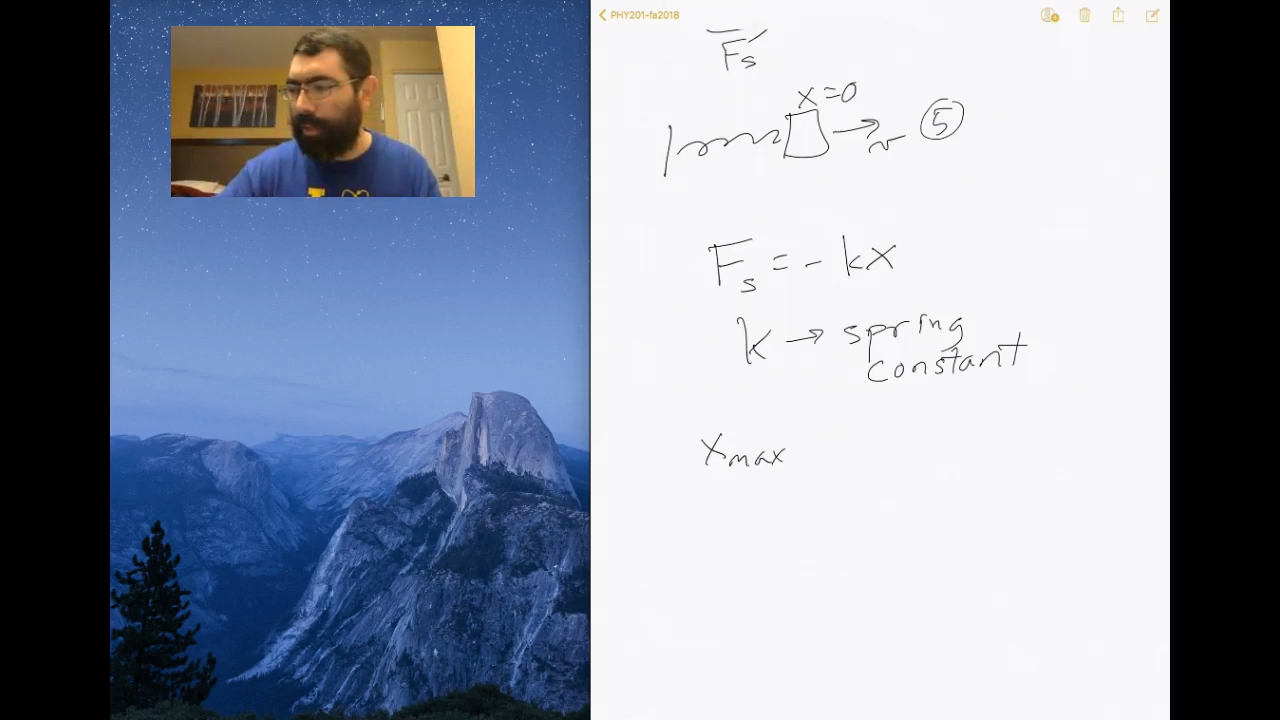 PHY201-fa2018
Fs
x=0
v ⑤
Fs = - kx
k → spring
constant
xmax